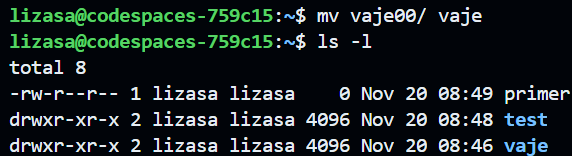 lizasa@codespaces-759c15:~$ mv vaje00/ vaje
lizasa@codespaces-759c15:~$ ls -l
total 8
-rw-r--r-- 1 lizasa lizasa    0 Nov 20 08:49 primer
drwxr-xr-x 2 lizasa lizasa 4096 Nov 20 08:48 test
drwxr-xr-x 2 lizasa lizasa 4096 Nov 20 08:46 vaje